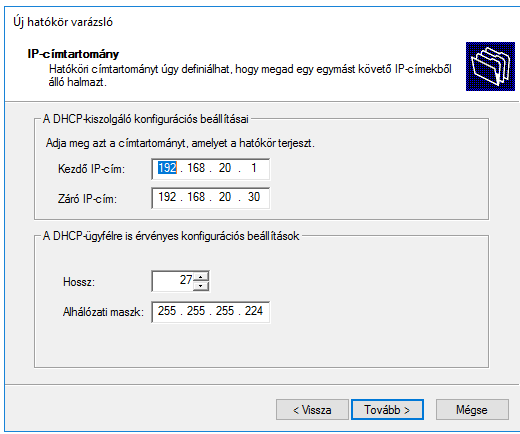 Új hatókör varázsló
IP-címtartomány
Hatóköri címtartományt úgy definiálhat, hogy megad egy egymást követő IP-címekből
álló halmazt.
A DHCP-kiszolgáló konfigurációs beállításai
Adja meg azt a címtartományt, amelyet a hatókör terjeszt.
Kezdő IP-cím: 192 . 168 . 20 . 1
Záró IP-cím: 192 . 168 . 20 . 30
A DHCP-ügyfélre is érvényes konfigurációs beállítások
Hossz: 27
Alhálózati maszk: 255 . 255 . 255 . 224
< Vissza Tovább > Mégse